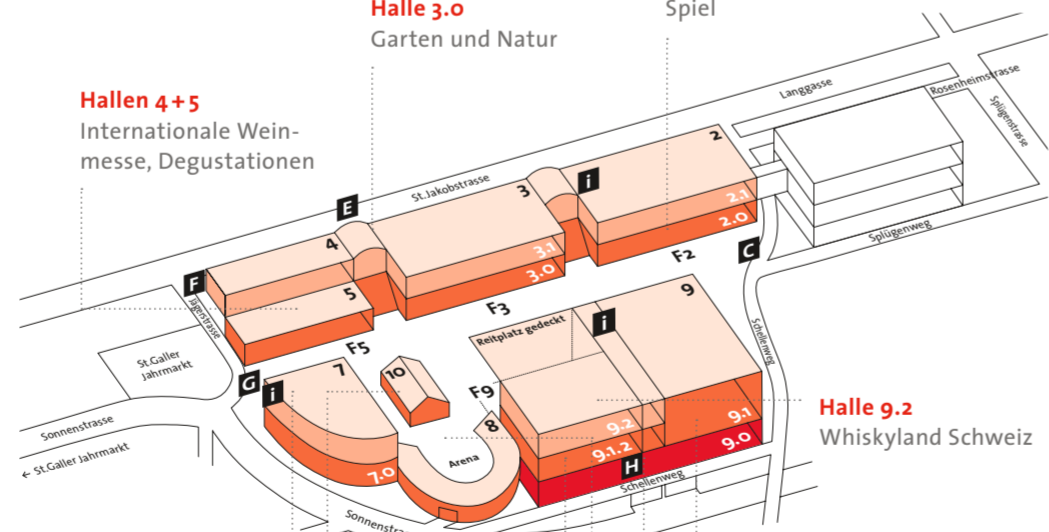 Halle 3.0
Garten und Natur
Spiel
Hallen 4+5
Internationale Wein-
messe, Degustationen
Langgasse
Rosenheimstrasse
Splügenstrasse
St.Jakobstrasse
Splügenweg
2
2.1
2.0
i
3
3.1
3.0
E
4
F
5
Jägerstrasse
C
F2
F3
F5
St.Galler
Jahrmarkt
Reitplatz gedeckt
i
9
Schellenweg
G
i
7
10
F9
8
9.2
9.1
9.1.2
9.0
H
Halle 9.2
Whiskyland Schweiz
Sonnenstrasse
← St.Galler Jahrmarkt
7.0
Arena
Schellenweg